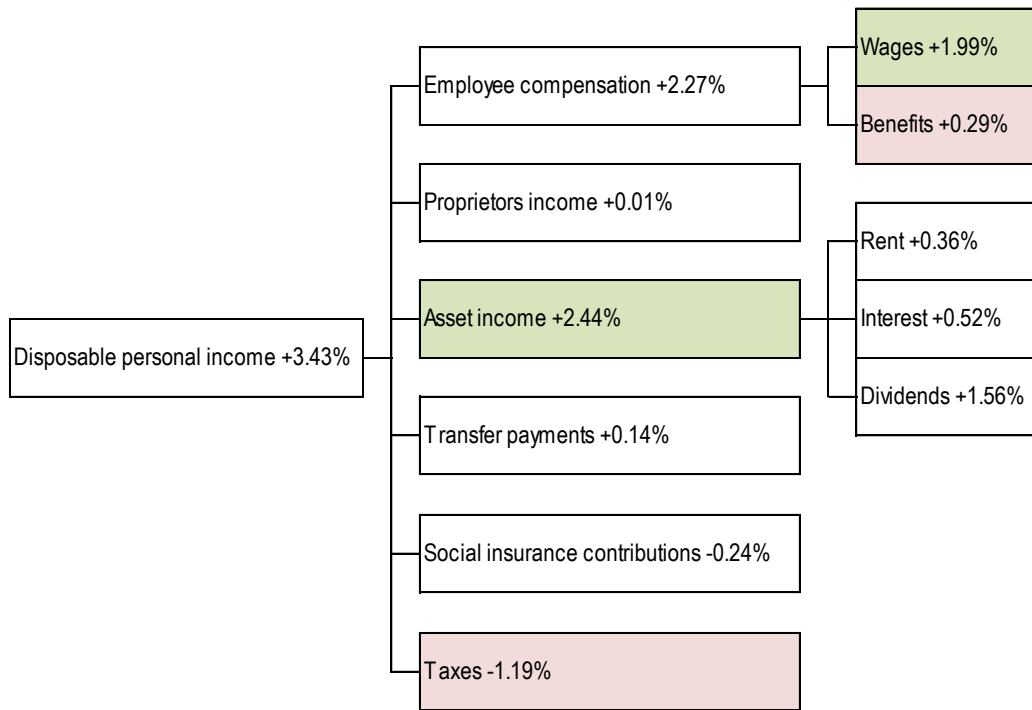 Disposable personal income +3.43%
Employee compensation +2.27%
Wages +1.99%
Benefits +0.29%
Proprietors income +0.01%
Asset income +2.44%
Rent +0.36%
Interest +0.52%
Dividends +1.56%
Transfer payments +0.14%
Social insurance contributions -0.24%
Taxes -1.19%